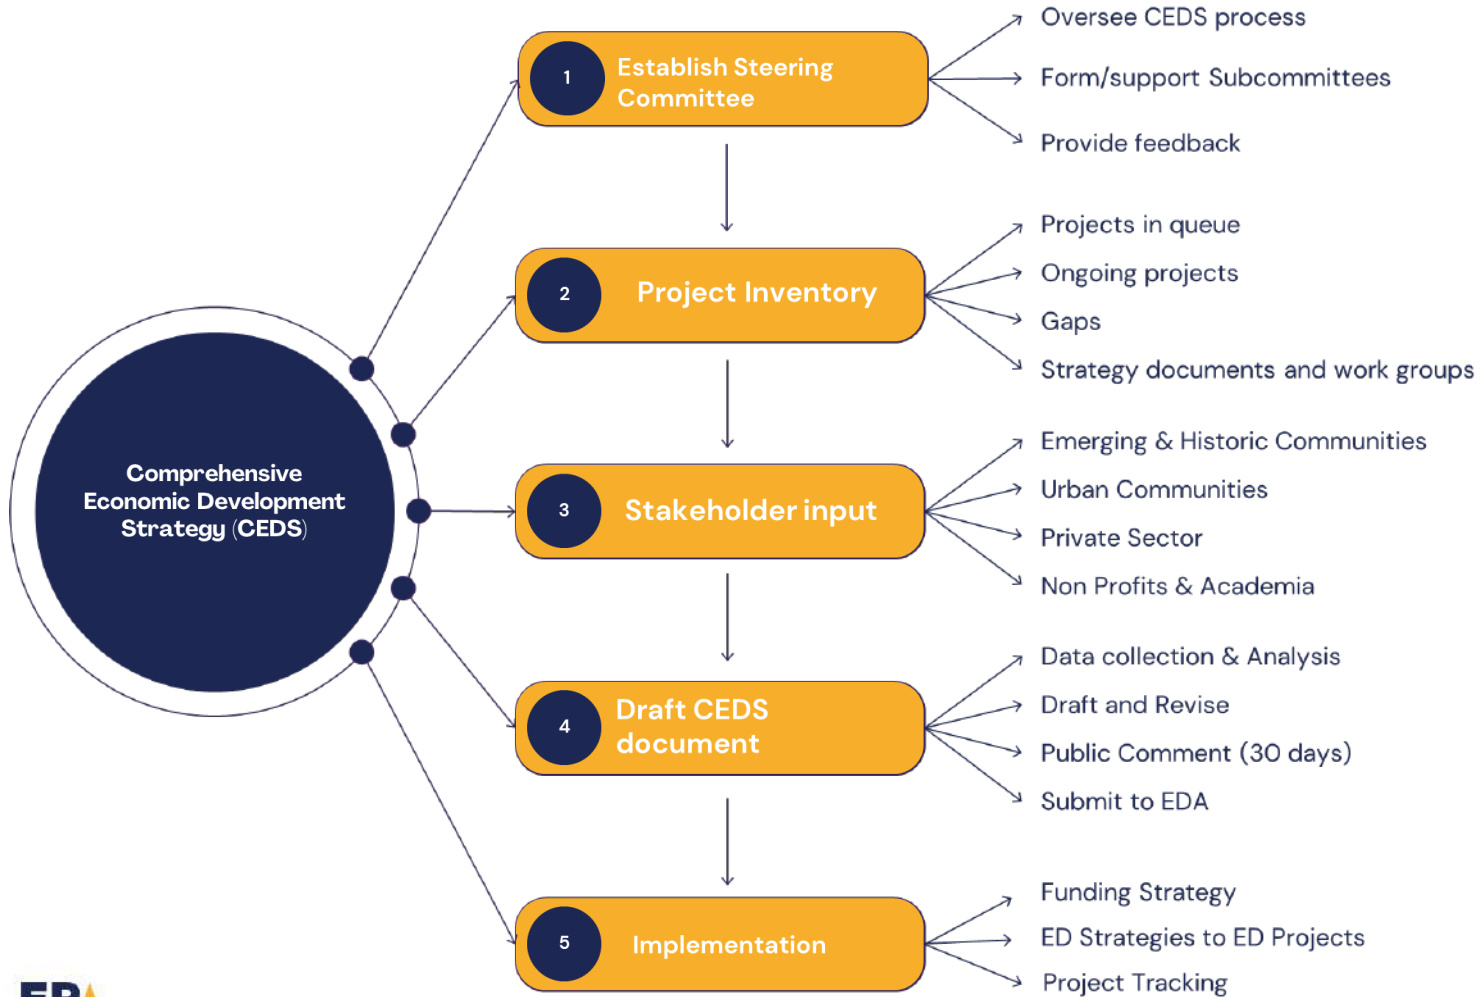 Comprehensive
Economic Development
Strategy (CEDS)
1
Establish Steering
Committee
Oversee CEDS process
Form/support Subcommittees
Provide feedback
2
Project Inventory
Projects in queue
Ongoing projects
Gaps
Strategy documents and work groups
3
Stakeholder input
Emerging & Historic Communities
Urban Communities
Private Sector
Non Profits & Academia
4
Draft CEDS
document
Data collection & Analysis
Draft and Revise
Public Comment (30 days)
Submit to EDA
5
Implementation
Funding Strategy
ED Strategies to ED Projects
Project Tracking